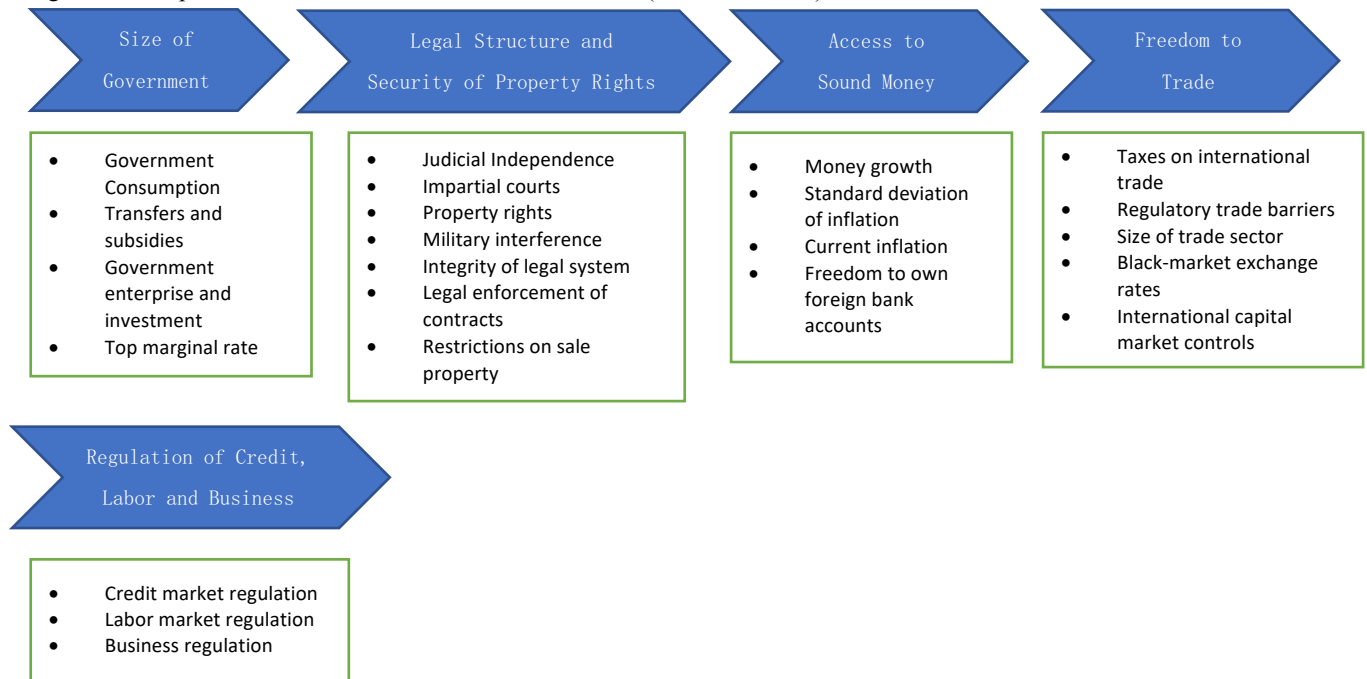 Size of
Government
Legal Structure and
Security of Property Rights
Access to
Sound Money
Freedom to
Trade
• Government
Consumption
• Transfers and
subsidies
• Government
enterprise and
investment
• Top marginal rate
• Judicial Independence
• Impartial courts
• Property rights
• Military interference
• Integrity of legal system
• Legal enforcement of
contracts
• Restrictions on sale
property
• Money growth
• Standard deviation
of inflation
• Current inflation
• Freedom to own
foreign bank
accounts
• Taxes on international
trade
• Regulatory trade barriers
• Size of trade sector
• Black-market exchange
rates
• International capital
market controls
Regulation of Credit,
Labor and Business
• Credit market regulation
• Labor market regulation
• Business regulation